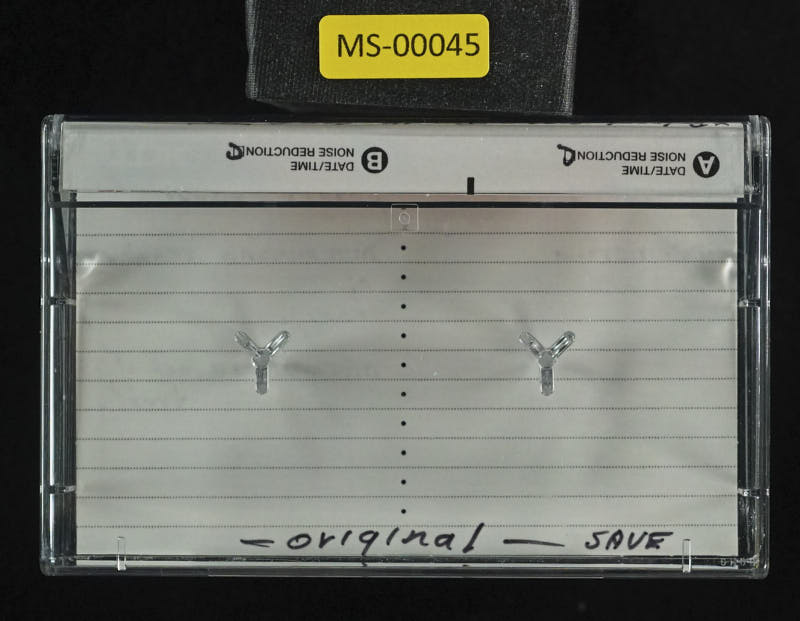 MS-00045
A DATE/TIME
NOISE REDUCTION
B DATE/TIME
NOISE REDUCTION
- original - SAVE